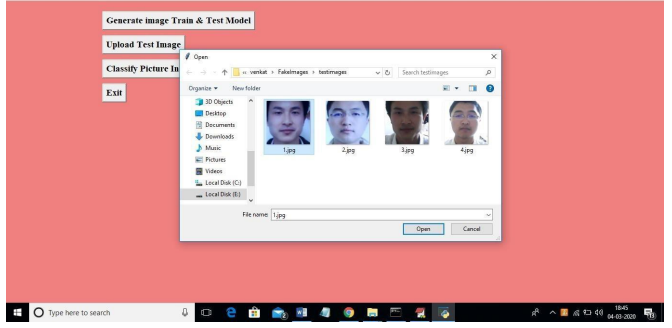 Generate image Train & Test Model
Upload Test Image
Classify Picture In
Exit
Open
« venkat > FakeImages > testimages
Search testimages
Organize
New folder
3D Objects
Desktop
Documents
Downloads
Music
Pictures
Videos
Local Disk (C:)
Local Disk (E:)
1.jpg
2.jpg
3.jpg
4.jpg
File name: 1.jpg
Open
Cancel
Type here to search
18:45
04-03-2020